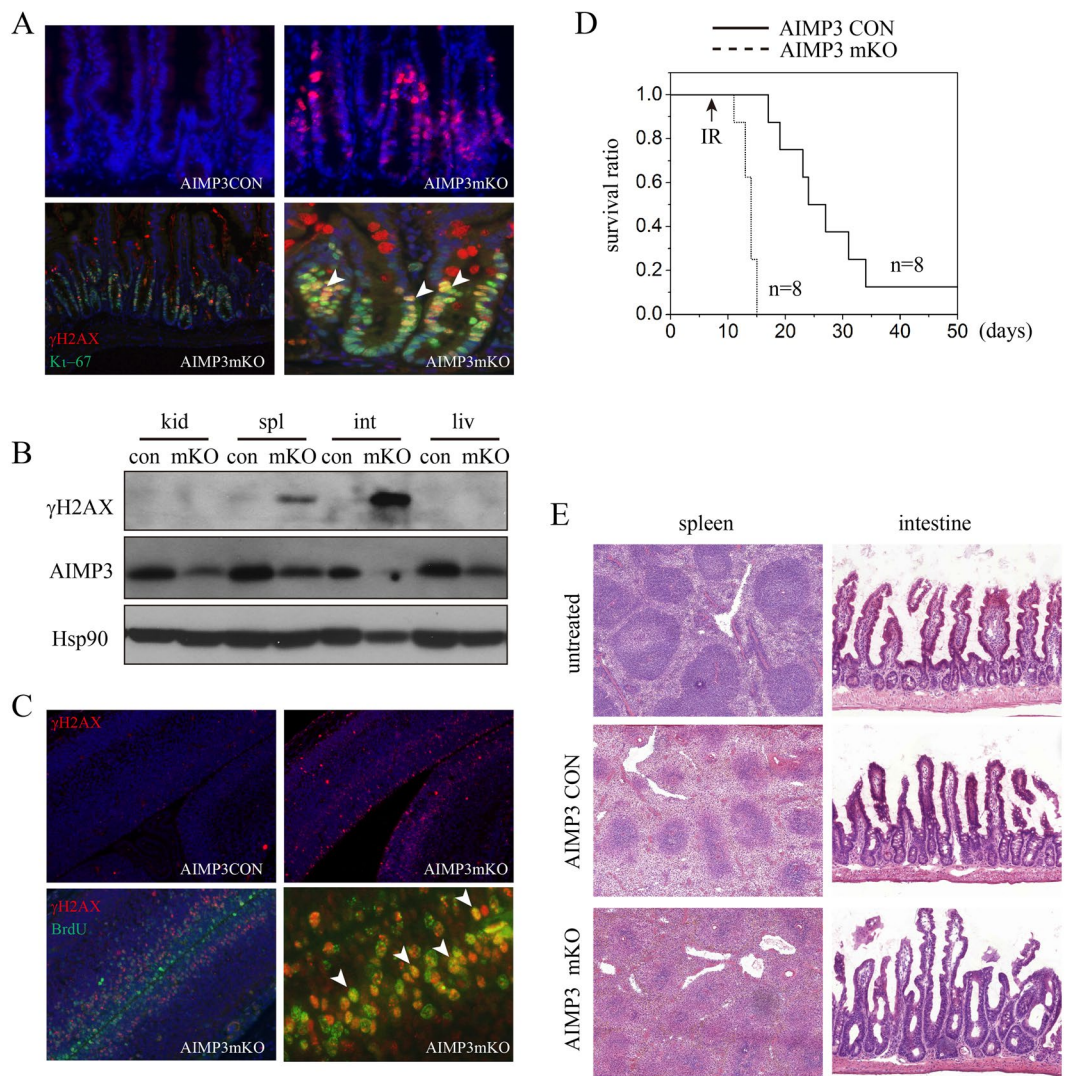 A
AIMP3CON
AIMP3mKO
γH2AX
Kι–67
AIMP3mKO
AIMP3mKO
B
kid spl int liv
con mKO con mKO con mKO con mKO
γH2AX
AIMP3
Hsp90
C
γH2AX
AIMP3CON
AIMP3mKO
γH2AX
BrdU
AIMP3mKO
AIMP3mKO
D
AIMP3 CON
AIMP3 mKO
survival ratio
1.0
0.8
0.6
0.4
0.2
0.0
IR
n=8
n=8
0 10 20 30 40 50 (days)
E
spleen intestine
untreated
AIMP3 CON
AIMP3 mKO